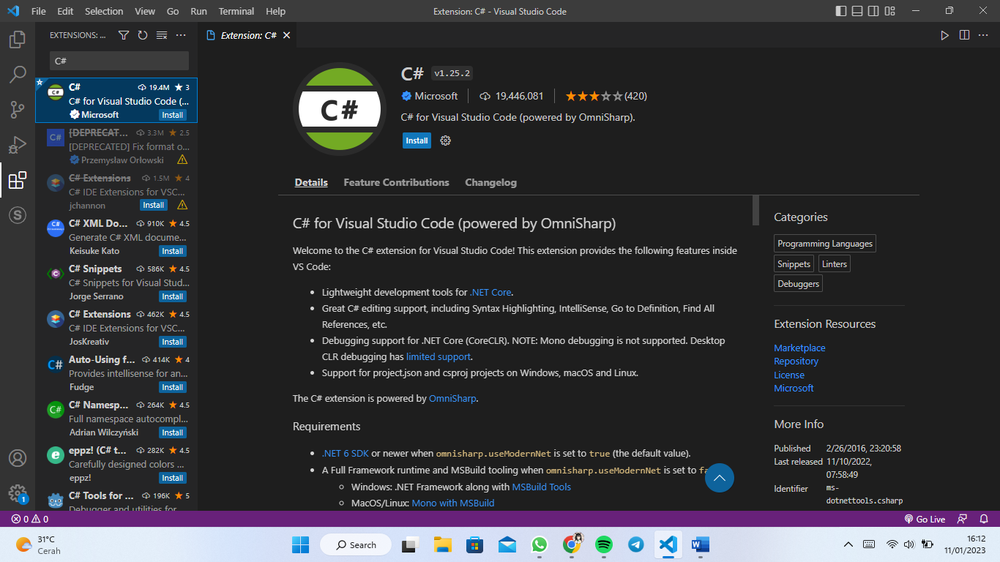 File Edit Selection View Go Run Terminal Help
Extension: C# - Visual Studio Code
EXTENSIONS: ...
C#
C# 19.4M ★ 3
C# for Visual Studio Code (...
Microsoft Install
C#
[DEPRECAT... 3.3M ★ 2.5
[DEPRECATED] Fix format o...
Przemysław Orłowski
C# Extensions 1.5M ★ 4
C# IDE Extensions for VSC...
jchannon Install
C# XML Do... 910K ★ 4.5
Generate C# XML docume...
Keisuke Kato Install
C# Snippets 586K ★ 4.5
C# Snippets for Visual Stud...
Jorge Serrano Install
C# Extensions 462K ★ 4.5
C# IDE Extensions for VSC...
JosKreativ Install
C#
Auto-Using f... 414K ★ 4
Provides intellisense for an...
Fudge Install
C#
C# Namesp... 264K ★ 4.5
Full namespace autocompl...
Adrian Wilczyński Install
e
eppz! (C# t... 282K ★ 4.5
Carefully designed colors ...
eppz! Install
C# Tools for ... 196K ★ 5
Debugger and utilities for
Extension: C#
C#
C# v1.25.2
Microsoft 19,446,081 ★★★☆☆(420)
C# for Visual Studio Code (powered by OmniSharp).
Install
Details Feature Contributions Changelog
C# for Visual Studio Code (powered by OmniSharp)
Welcome to the C# extension for Visual Studio Code! This extension provides the following features inside
VS Code:
• Lightweight development tools for .NET Core.
• Great C# editing support, including Syntax Highlighting, IntelliSense, Go to Definition, Find All
References, etc.
• Debugging support for .NET Core (CoreCLR). NOTE: Mono debugging is not supported. Desktop
CLR debugging has limited support.
• Support for project.json and csproj projects on Windows, macOS and Linux.
The C# extension is powered by OmniSharp.
Requirements
• .NET 6 SDK or newer when omnisharp.useModernNet is set to true (the default value).
• A Full Framework runtime and MSBuild tooling when omnisharp.useModernNet is set to fa
Windows: .NET Framework along with MSBuild Tools
MacOS/Linux: Mono with MSBuild
Categories
Programming Languages
Snippets Linters
Debuggers
Extension Resources
Marketplace
Repository
License
Microsoft
More Info
Published 2/26/2016, 23:20:58
Last released 11/10/2022,
07:58:49
Identifier ms-
dotnettools.csharp
1
0 0
Go Live
31°C
Cerah
Search
16:12
11/01/2023